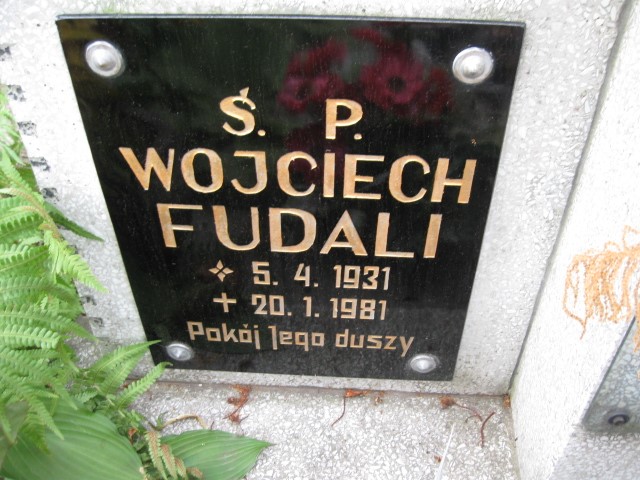 Ś. P.
WOJCIECH
FUDALI
5. 4. 1931
+ 20. 1. 1981
Pokój Jego duszy